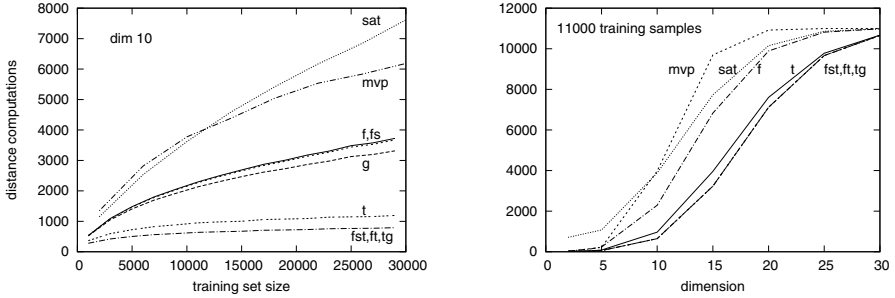 8000
7000
6000
5000
4000
3000
2000
1000
0
distance computations
dim 10
sat
mvp
f,fs
g
t
fst,ft,tg
0 5000 10000 15000 20000 25000 30000
training set size
12000
10000
8000
6000
4000
2000
0
11000 training samples
mvp sat f t fst,ft,tg
0 5 10 15 20 25 30
dimension